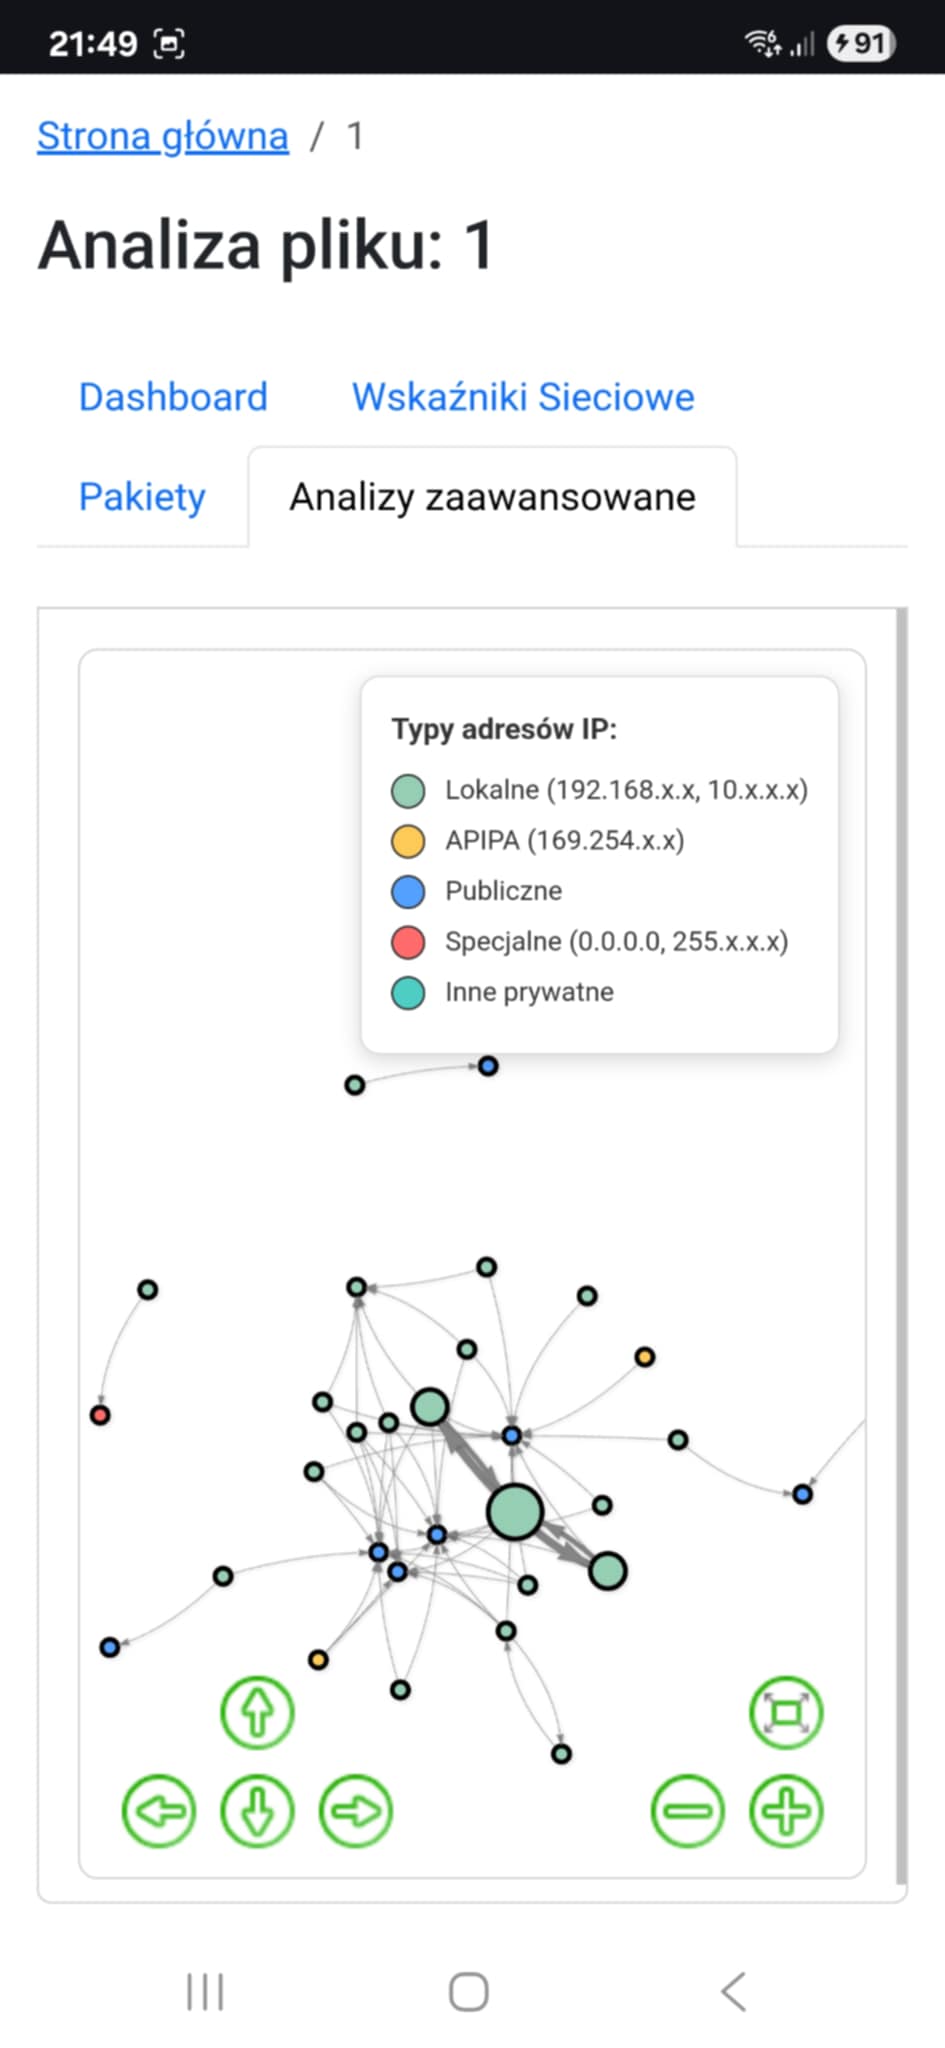 21:49
6
91
Strona główna / 1
Analiza pliku: 1
Dashboard
Wskaźniki Sieciowe
Pakiety
Analizy zaawansowane
Typy adresów IP:
Lokalne (192.168.x.x, 10.x.x.x)
APIPA (169.254.x.x)
Publiczne
Specjalne (0.0.0.0, 255.x.x.x)
Inne prywatne